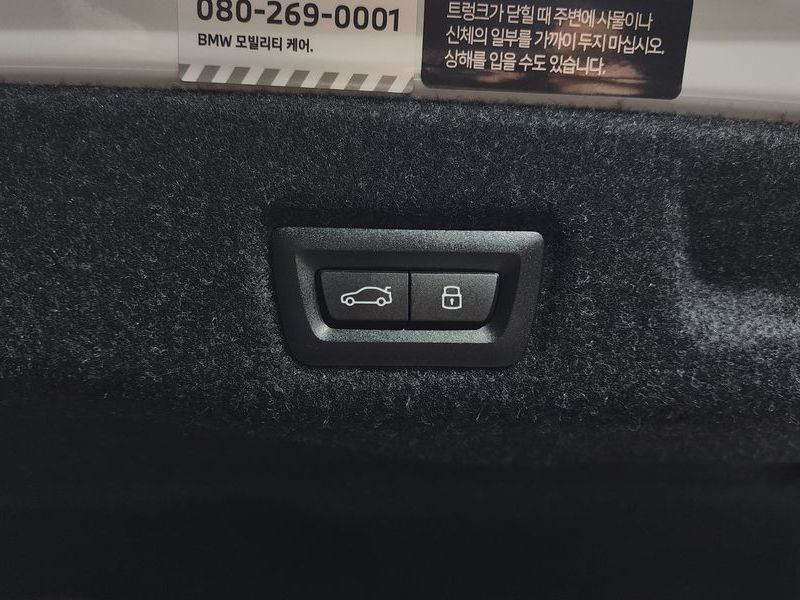 080-269-0001
BMW 모빌리티 케어.
트렁크가 닫힐 때 주변에 사물이나
신체의 일부를 가까이 두지 마십시오.
상해를 입을 수도 있습니다.